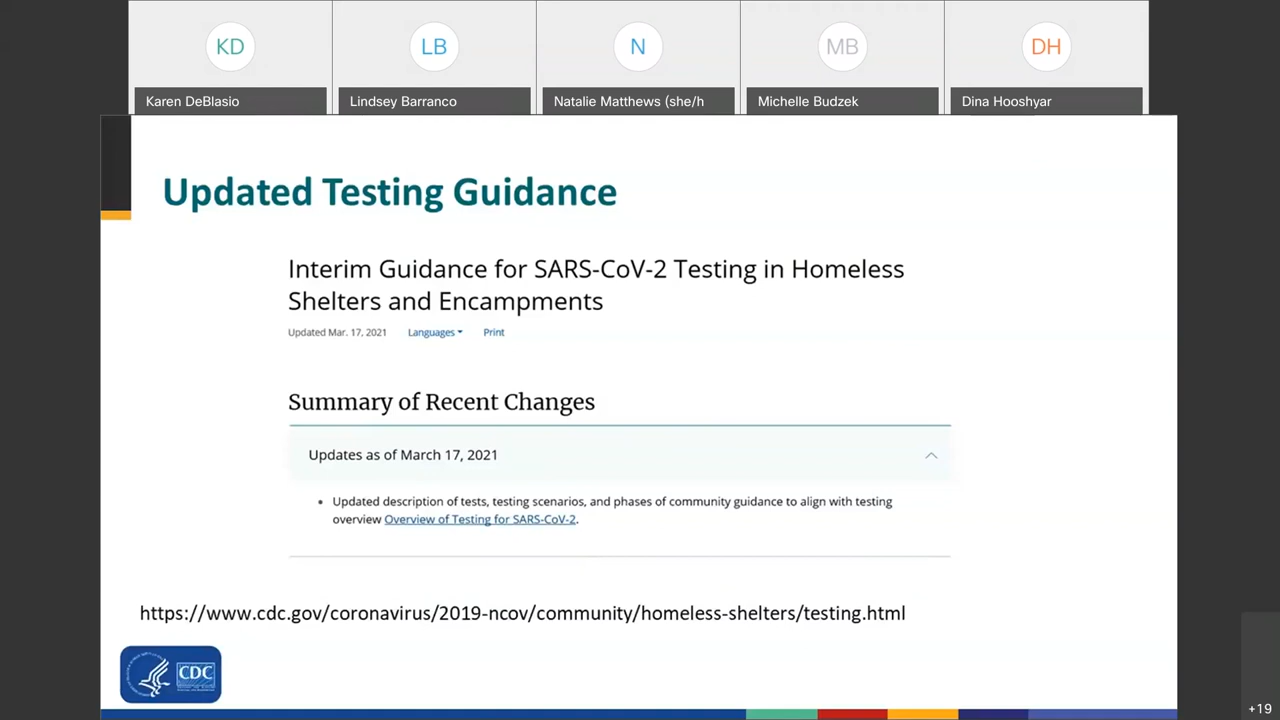 KD
LB
N
MB
DH
Karen DeBlasio
Lindsey Barranco
Natalie Matthews (she/h
Michelle Budzek
Dina Hooshyar
Updated Testing Guidance
Interim Guidance for SARS-CoV-2 Testing in Homeless
Shelters and Encampments
Updated Mar. 17, 2021 Languages Print
Summary of Recent Changes
Updates as of March 17, 2021
• Updated description of tests, testing scenarios, and phases of community guidance to align with testing
overview Overview of Testing for SARS-CoV-2.
https://www.cdc.gov/coronavirus/2019-ncov/community/homeless-shelters/testing.html
CDC
+19